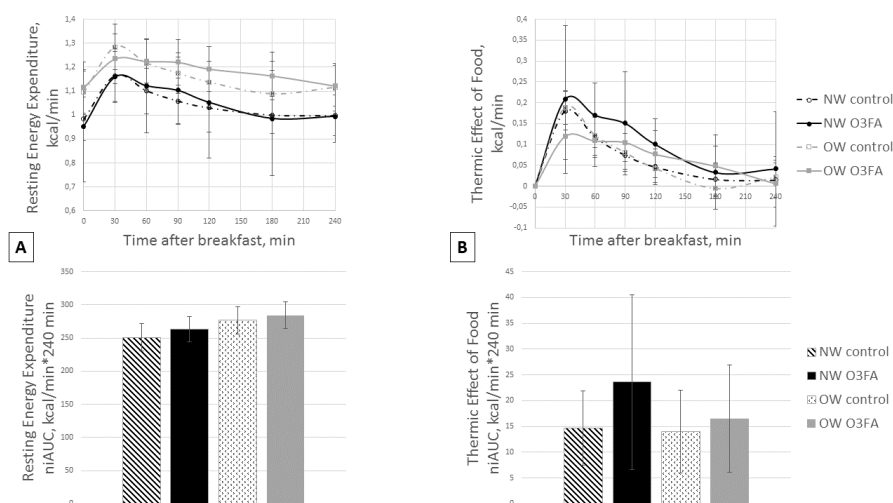 1,4
1,3
1,2
1,1
1
0,9
0,8
0,7
0,6
0 30 60 90 120 180 240
Resting Energy Expenditure,
kcal/min
Time after breakfast, min
A
0,4
0,35
0,3
0,25
0,2
0,15
0,1
0,05
0
-0,05
-0,1
0 30 60 90 120 180 240
Thermic Effect of Food,
kcal/min
Time after breakfast, min
B
NW control
NW O3FA
OW control
OW O3FA
350
300
250
200
150
100
50
0
Resting Energy Expenditure
niAUC, kcal/min*240 min
45
40
35
30
25
20
15
10
5
0
Thermic Effect of Food
niAUC, kcal/min*240 min
NW control
NW O3FA
OW control
OW O3FA